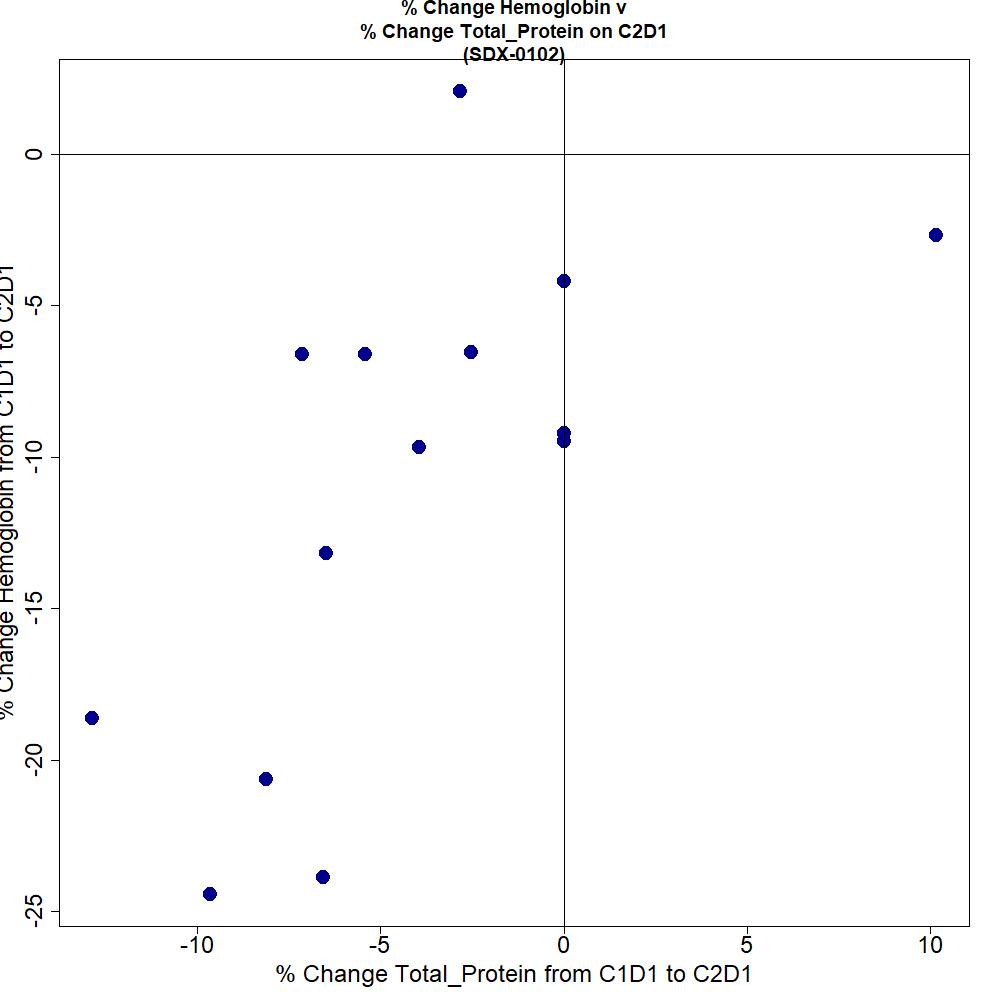 % Change Hemoglobin v
% Change Total_Protein on C2D1
(SDX-0102)
% Change Hemoglobin from C1D1 to C2D1
0
-5
-10
-15
-20
-25
-10
-5
0
5
10
% Change Total_Protein from C1D1 to C2D1